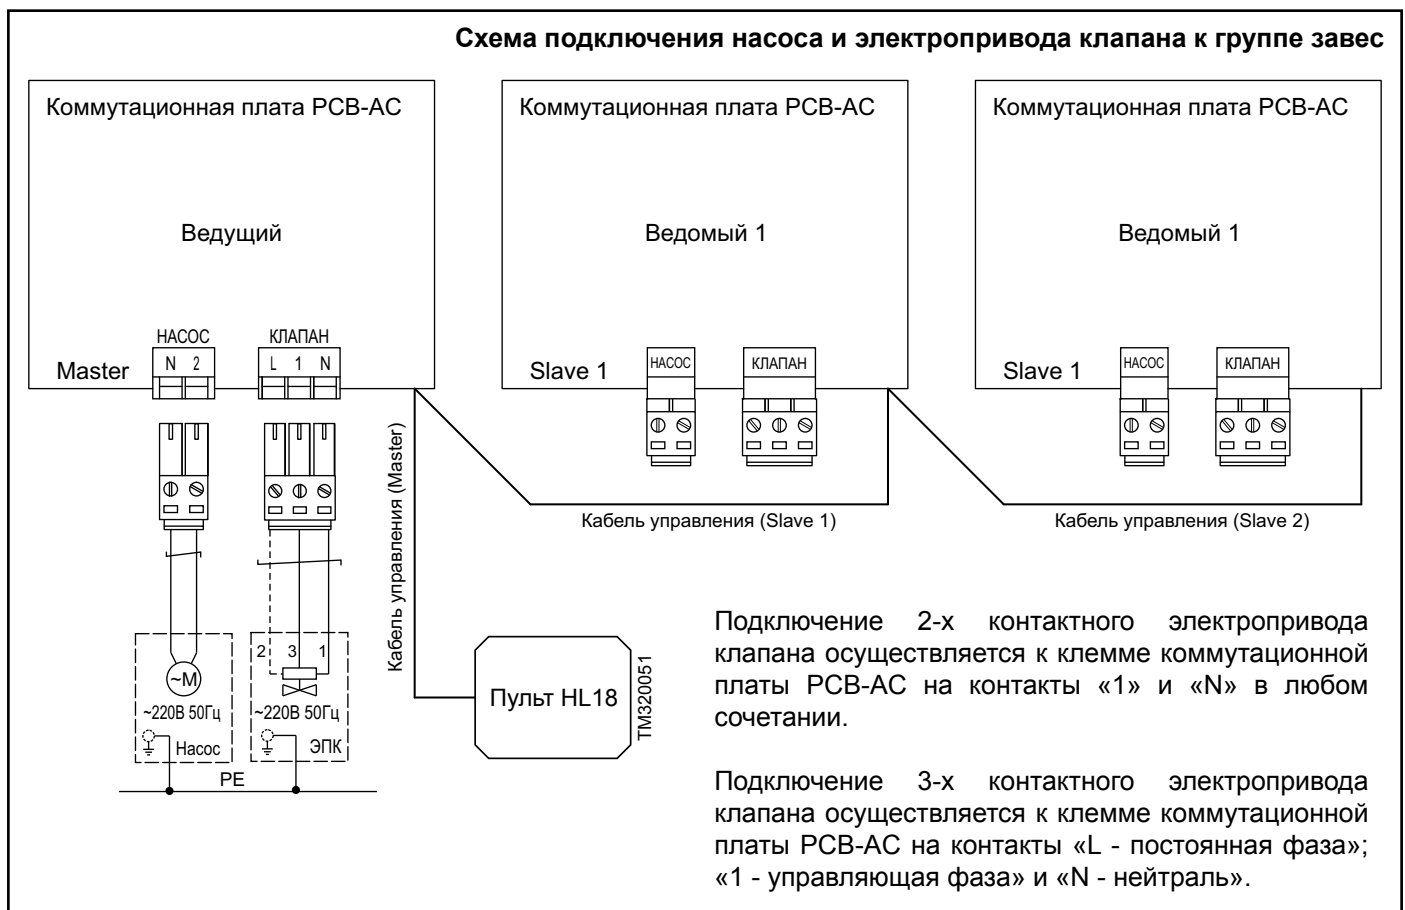 Схема подключения насоса и электропривода клапана к группе завес
Коммутационная плата PCB-AC
Ведущий
НАСОС
КЛАПАН
Master
N 2
L 1 N
Коммутационная плата PCB-AC
Ведомый 1
Slave 1
НАСОС
КЛАПАН
Коммутационная плата PCB-AC
Ведомый 1
Slave 1
НАСОС
КЛАПАН
Кабель управления (Master)
Кабель управления (Slave 1)
Кабель управления (Slave 2)
~М
~220В 50Гц
Насос
2 3 1
~220В 50Гц
ЭПК
PE
Пульт HL18
TM320051
Подключение 2-х контактного электропривода
клапана осуществляется к клемме коммутационной
платы PCB-AC на контакты «1» и «N» в любом
сочетании.
Подключение 3-х контактного электропривода
клапана осуществляется к клемме коммутационной
платы PCB-AC на контакты «L - постоянная фаза»;
«1 - управляющая фаза» и «N - нейтраль».